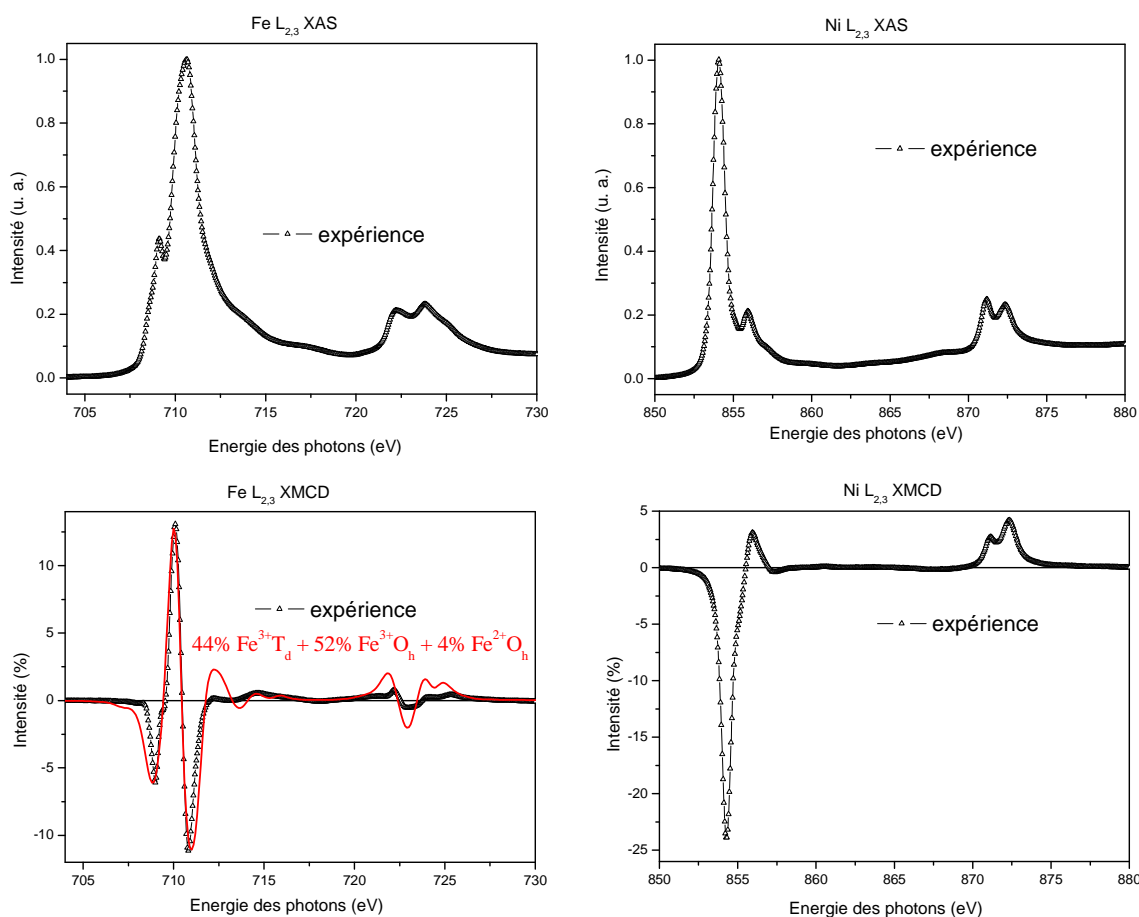 Fe L2,3 XAS
Intensité (u. a.)
1.0
0.8
0.6
0.4
0.2
0.0
— △ — expérience
705 710 715 720 725 730
Energie des photons (eV)
Ni L2,3 XAS
Intensité (u. a.)
1.0
0.8
0.6
0.4
0.2
0.0
— △ — expérience
850 855 860 865 870 875 880
Energie des photons (eV)
Fe L2,3 XMCD
Intensité (%)
10
5
0
-5
-10
— △ — expérience
44% Fe3+Td + 52% Fe3+Oh + 4% Fe2+Oh
705 710 715 720 725 730
Energie des photons (eV)
Ni L2,3 XMCD
Intensité (%)
5
0
-5
-10
-15
-20
-25
— △ — expérience
850 855 860 865 870 875 880
Energie des photons (eV)